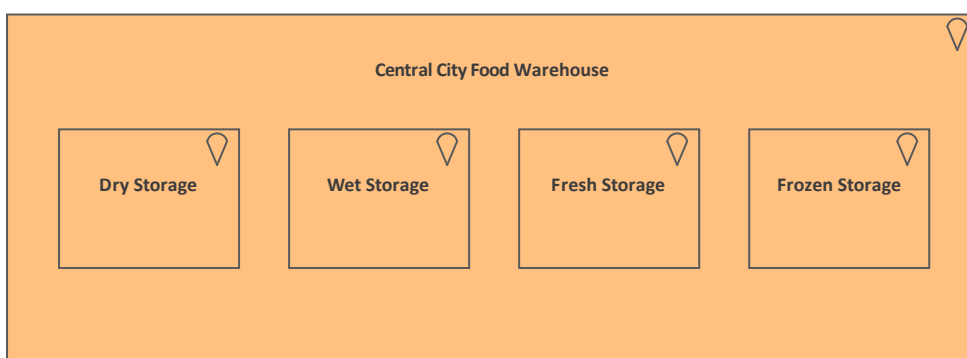 Central City Food Warehouse
Dry Storage
Wet Storage
Fresh Storage
Frozen Storage